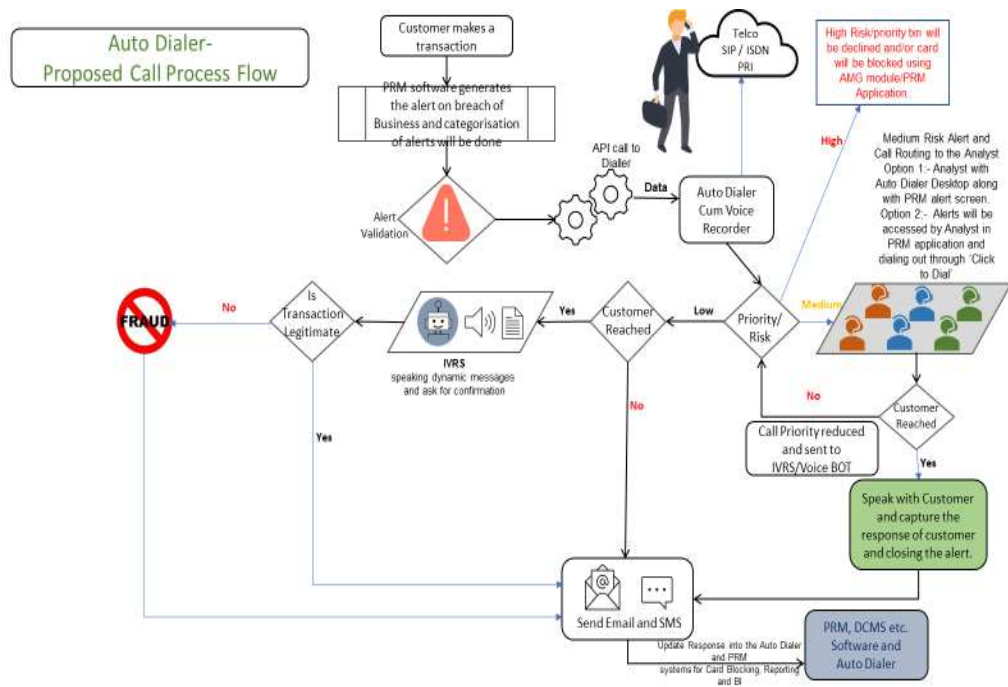 Auto Dialer-
Proposed Call Process Flow
Customer makes a
transaction
PRM software generates
the alert on breach of
Business and categorisation
of alerts will be done
Alert
Validation
API call to
Dialler
Data
Telco
SIP / ISDN
PRI
Auto Dialer
Cum Voice
Recorder
High Risk/priority bin will
be declined and/or card
will be blocked using
AMG module/PRM
Application
High
Medium Risk Alert and
Call Routing to the Analyst
Option 1:- Analyst with
Auto Dialer Desktop along
with PRM alert screen.
Option 2:- Alerts will be
accessed by Analyst in
PRM application and
dialing out through 'Click
to Dial'
FRAUD
No
Is
Transaction
Legitimate
IVRS
speaking dynamic messages
and ask for confirmation
Yes
Customer
Reached
Low
Priority/
Risk
Medium
No
Customer
Reached
Call Priority reduced
and sent to
IVRS/Voice BOT
Yes
No
Yes
Speak with Customer
and capture the
response of customer
and closing the alert.
Send Email and SMS
Update Response into the Auto Dialer
and PRM
systems for Card Blocking, Reporting
and BI
PRM, DCMS etc.
Software and
Auto Dialer